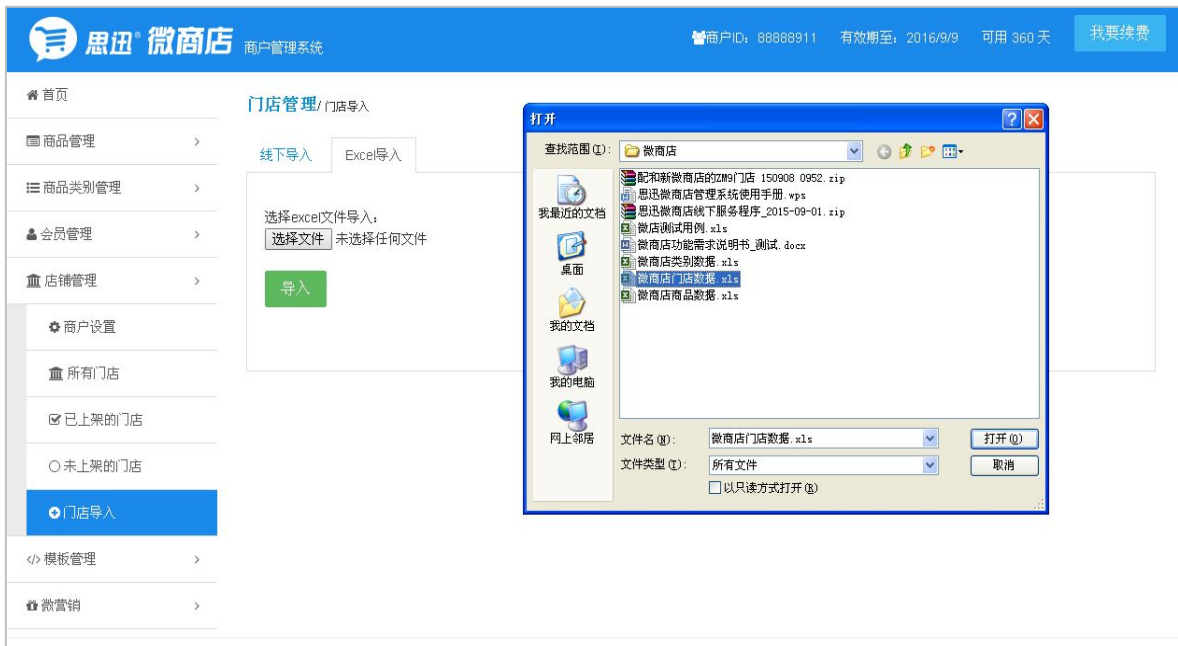 思迅® 微商店 商户管理系统 商户ID：88888911 有效期至：2016/9/9 可用 360 天 我要续费
首页
商品管理
商品类别管理
会员管理
店铺管理
商户设置
所有门店
已上架的门店
未上架的门店
门店导入
模板管理
微营销
门店管理/门店导入
线下导入 Excel导入
选择excel文件导入：
选择文件 未选择任何文件
导入
打开
查找范围(I)： 微商店
我最近的文档
桌面
我的文档
我的电脑
网上邻居
配和新微商店的ZM9门店 150908 0952.zip
思迅微商店管理系统使用手册.wps
思迅微商店线下服务程序_2015-09-01.zip
微店测试用例.xls
微商店功能需求说明书_测试.docx
微商店类别数据.xls
微商店门店数据.xls
微商店商品数据.xls
文件名(N)： 微商店门店数据.xls 打开(O)
文件类型(T)： 所有文件 取消
以只读方式打开(R)